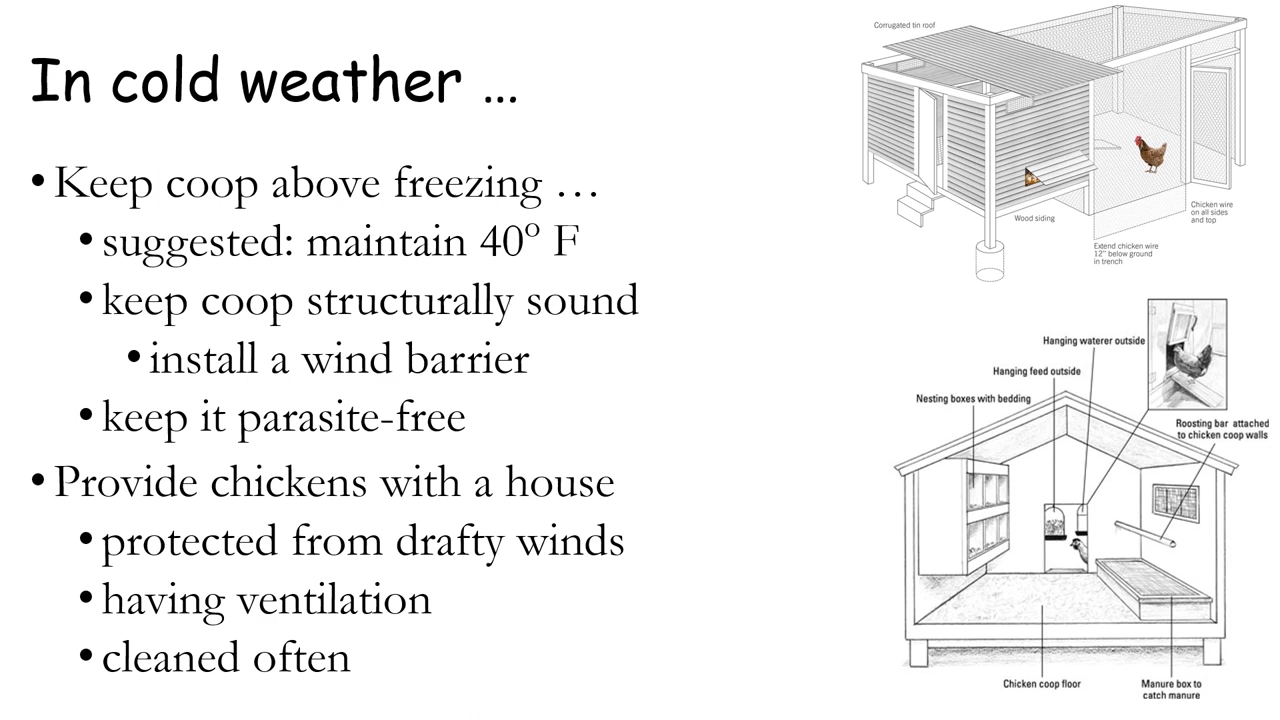 In cold weather …
• Keep coop above freezing …
• suggested: maintain 40° F
• keep coop structurally sound
• install a wind barrier
• keep it parasite-free
• Provide chickens with a house
• protected from drafty winds
• having ventilation
• cleaned often
Corrugated tin roof
Wood siding
Chicken wire
on all sides
and top
Extend chicken wire
12" below ground
in trench
Hanging waterer outside
Hanging feed outside
Nesting boxes with bedding
Roosting bar attached
to chicken coop walls
Chicken coop floor
Manure box to
catch manure